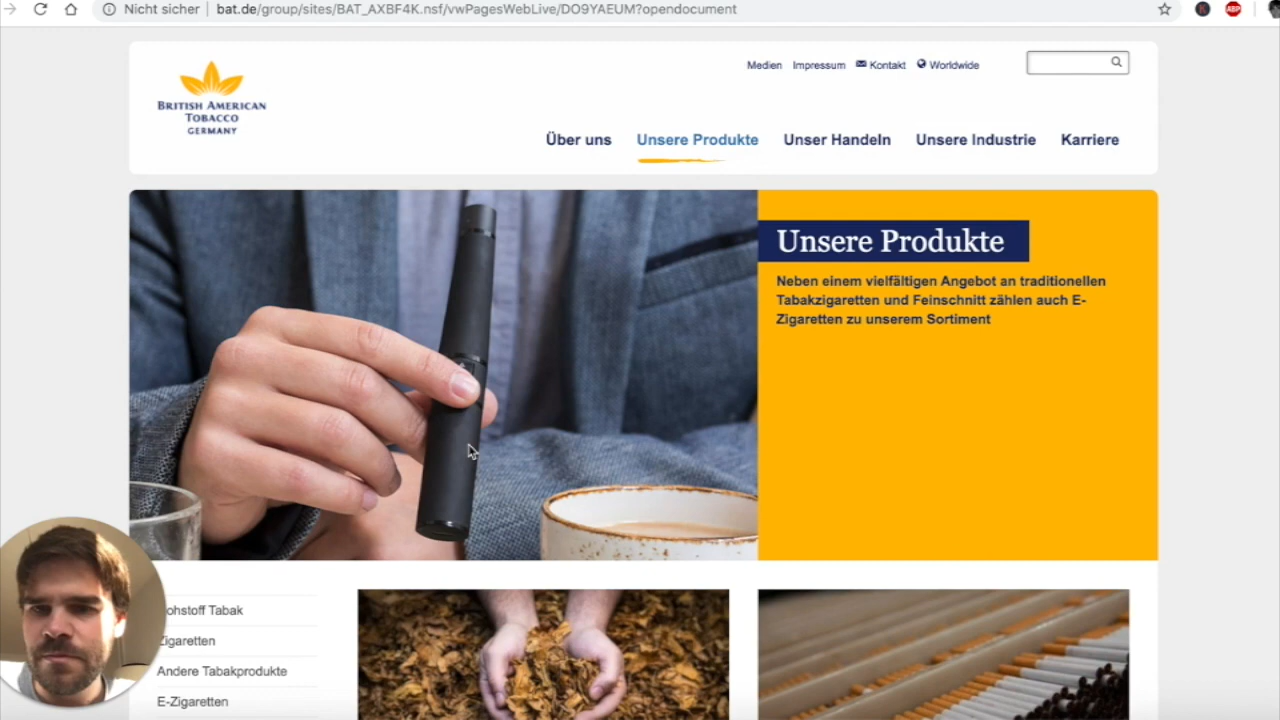 Nicht sicher | bat.de/group/sites/BAT_AXBF4K.nsf/vwPagesWebLive/DO9YAEUM?opendocument
ABP
BRITISH AMERICAN
TOBACCO
GERMANY
Medien Impressum Kontakt Worldwide
Über uns Unsere Produkte Unser Handeln Unsere Industrie Karriere
Unsere Produkte
Neben einem vielfältigen Angebot an traditionellen
Tabakzigaretten und Feinschnitt zählen auch E-
Zigaretten zu unserem Sortiment
ohstoff Tabak
Zigaretten
Andere Tabakprodukte
E-Zigaretten